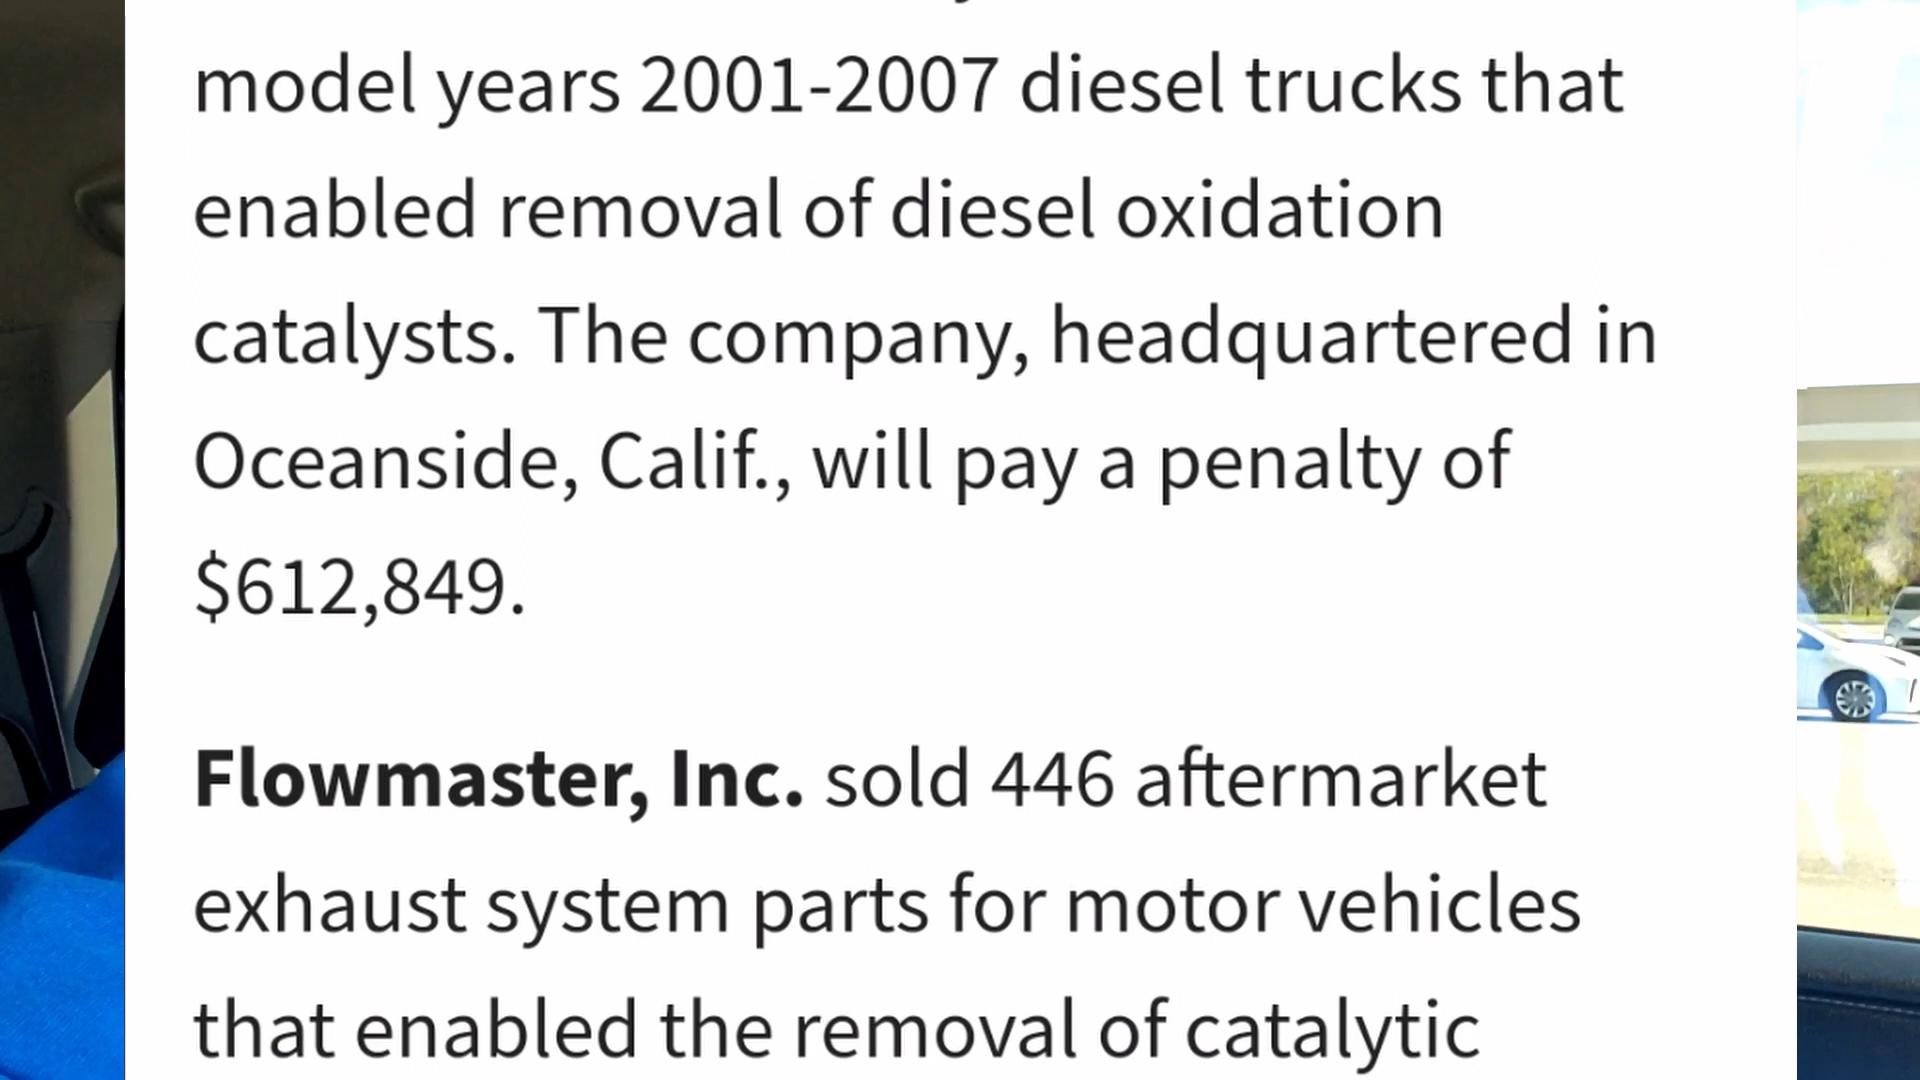 model years 2001-2007 diesel trucks that
enabled removal of diesel oxidation
catalysts. The company, headquartered in
Oceanside, Calif., will pay a penalty of
$612,849.
Flowmaster, Inc. sold 446 aftermarket
exhaust system parts for motor vehicles
that enabled the removal of catalytic